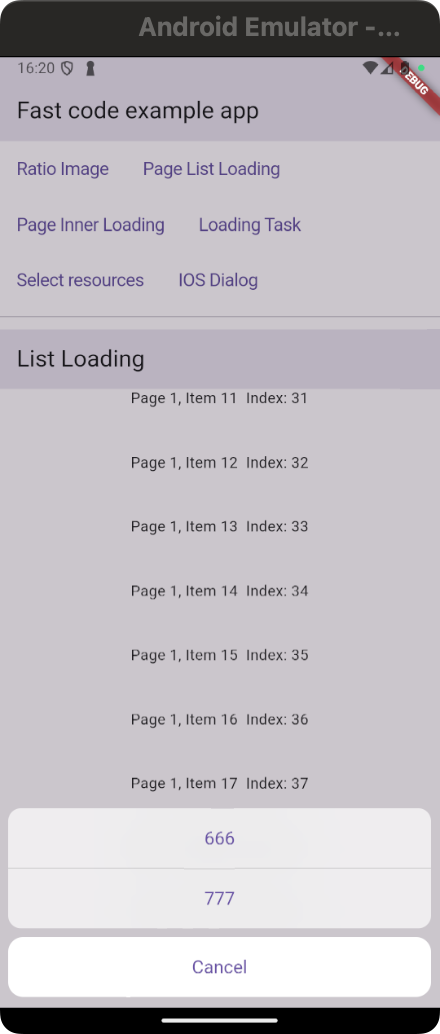 Android Emulator -...
16:20
DEBUG
Fast code example app
Ratio Image Page List Loading
Page Inner Loading Loading Task
Select resources IOS Dialog
List Loading
Page 1, Item 11 Index: 31
Page 1, Item 12 Index: 32
Page 1, Item 13 Index: 33
Page 1, Item 14 Index: 34
Page 1, Item 15 Index: 35
Page 1, Item 16 Index: 36
Page 1, Item 17 Index: 37
666
777
Cancel